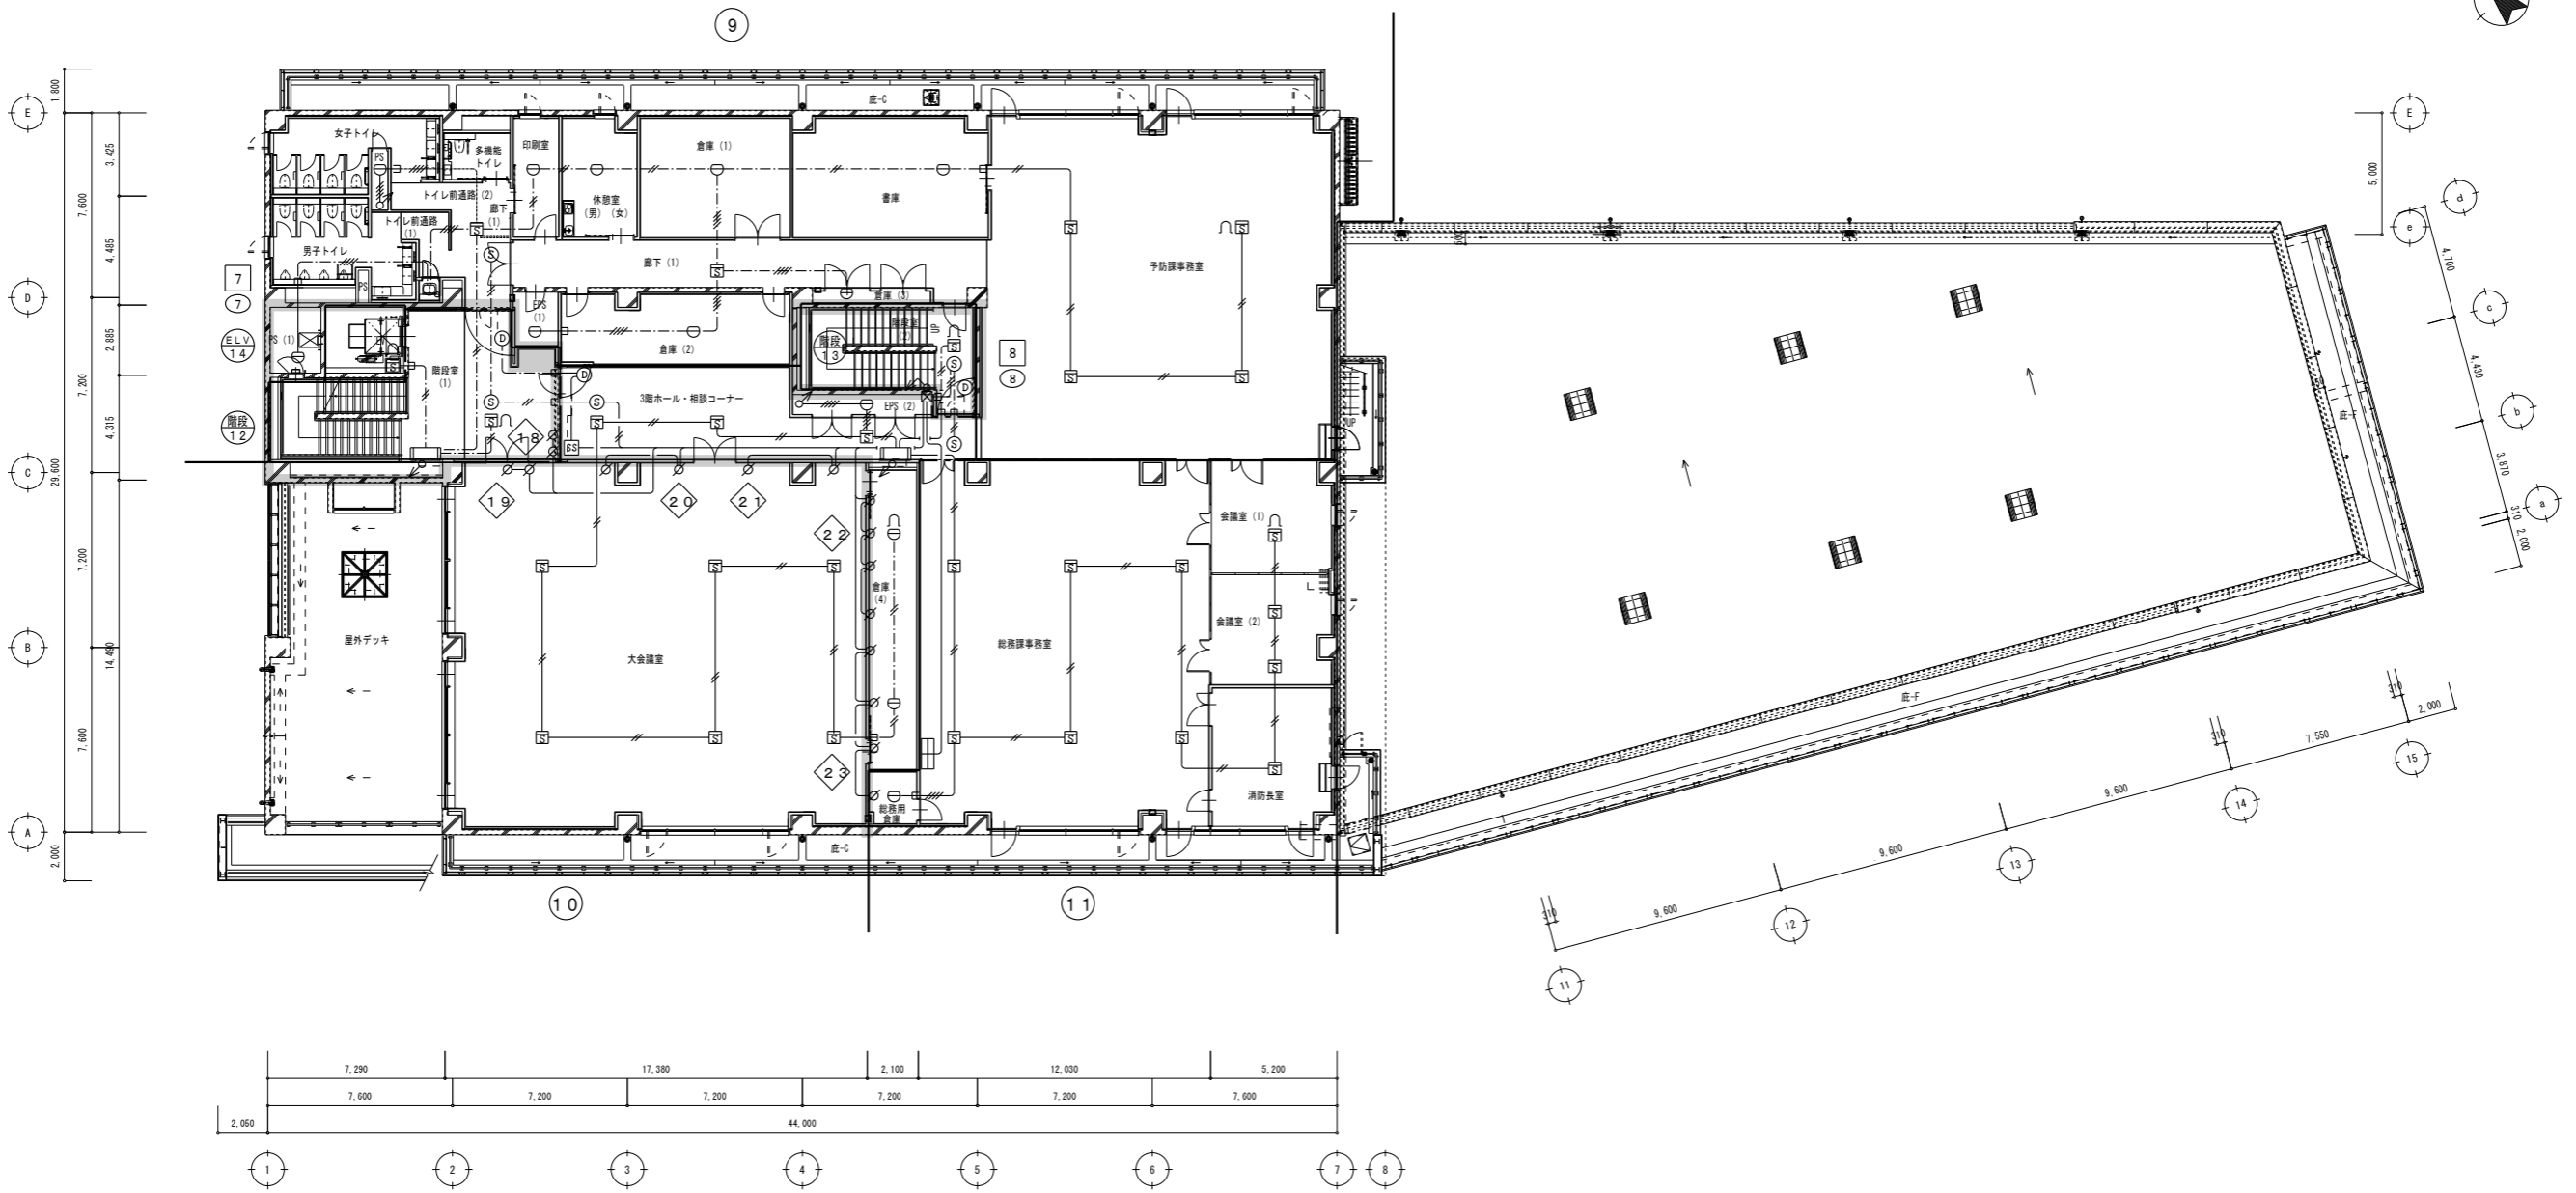 9
E
1,800
3,425
7,600
4,485
D
2,885
7,200
4,315
C
29,600
7,200
14,490
B
7,600
A
2,000
庇-C
女子トイレ
PS
多機能
トイレ
印刷室
休憩室
(男)(女)
倉庫(1)
書庫
予防課事務室
トイレ前通路(2)
廊下
(1)
トイレ前通路
(1)
男子トイレ
PS
廊下(1)
7
7
ELV
14
PS(1)
階段室
(1)
EPS
(1)
倉庫(2)
倉庫(3)
階段室
(2)
UP
階段
13
8
8
3階ホール・相談コーナー
EPS(2)
階段
12
18
19
20
21
22
23
S
D
屋外デッキ
大会議室
倉庫
(4)
総務課事務室
会議室(1)
会議室(2)
消防長室
総務用
倉庫
UP
庇-C
10
11
E
5,000
e
d
4,700
c
4,430
b
3,870
a
310
2,000
庇-F
庇-F
310
2,000
7,550
310
15
9,600
14
9,600
13
9,600
12
310
11
7,290
17,380
2,100
12,030
5,200
7,600
7,200
7,200
7,200
7,200
7,600
2,050
44,000
1
2
3
4
5
6
7
8